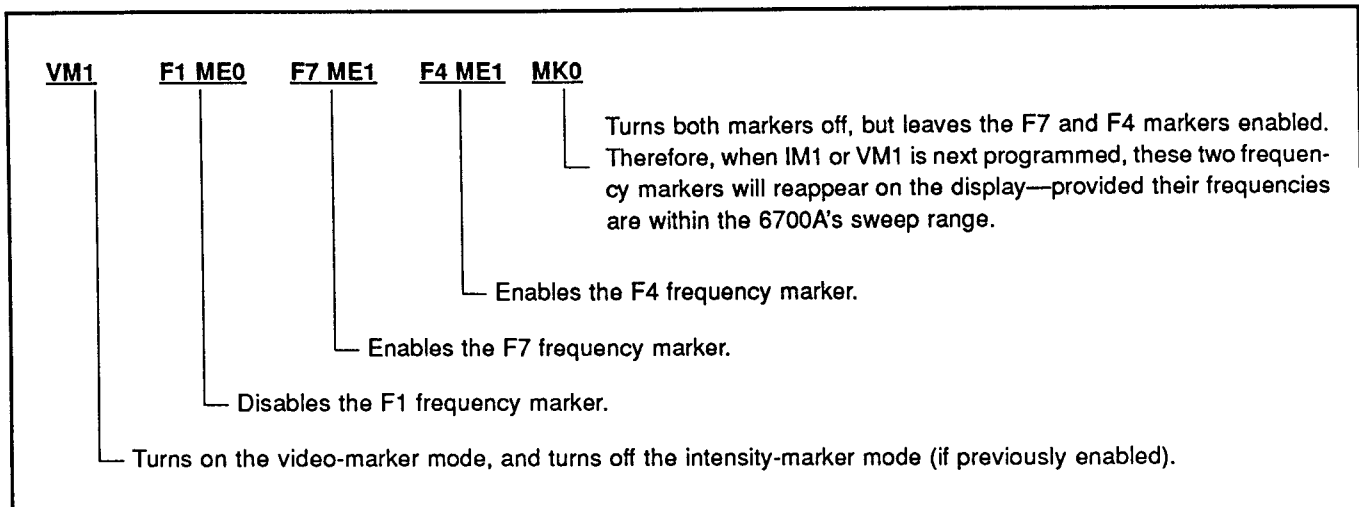 VM1 F1 ME0 F7 ME1 F4 ME1 MK0
Turns both markers off, but leaves the F7 and F4 markers enabled.
Therefore, when IM1 or VM1 is next programmed, these two frequen-
cy markers will reappear on the display—provided their frequencies
are within the 6700A's sweep range.
Enables the F4 frequency marker.
Enables the F7 frequency marker.
Disables the F1 frequency marker.
Turns on the video-marker mode, and turns off the intensity-marker mode (if previously enabled).